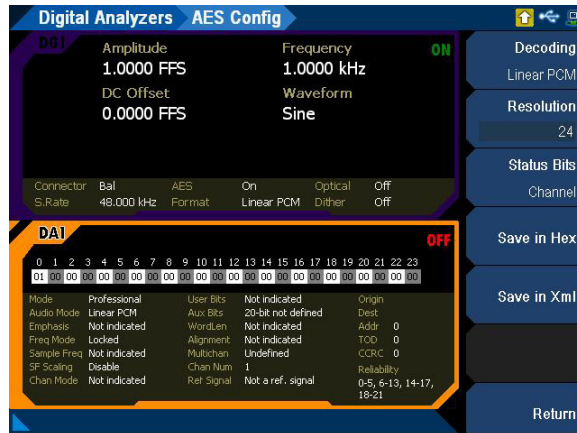 Digital Analyzers AES Config
DG1
ON
Amplitude Frequency
1.0000 FFS 1.0000 kHz
DC Offset Waveform
0.0000 FFS Sine
Connector Bal AES On Optical Off
S.Rate 48.000 kHz Format Linear PCM Dither Off
DA1
OFF
0 1 2 3 4 5 6 7 8 9 10 11 12 13 14 15 16 17 18 19 20 21 22 23
01 00 00 00 00 00 00 00 00 00 00 00 00 00 00 00 00 00 00 00 00 00 00 00
Mode Professional User Bits Not indicated Origin
Audio Mode Linear PCM Aux Bits 20-bit not defined Dest
Emphasis Not indicated WordLen Not indicated Addr 0
Freq Mode Locked Alignment Not indicated TOD 0
Sample Freq Not indicated Multichan Undefined CCRC 0
SF Scaling Disable Chan Num 1 Reliability
Chan Mode Not indicated Ref Signal Not a ref. signal 0-5, 6-13, 14-17,
18-21
Decoding
Linear PCM
Resolution
24
Status Bits
Channel
Save in Hex
Save in Xml
Return